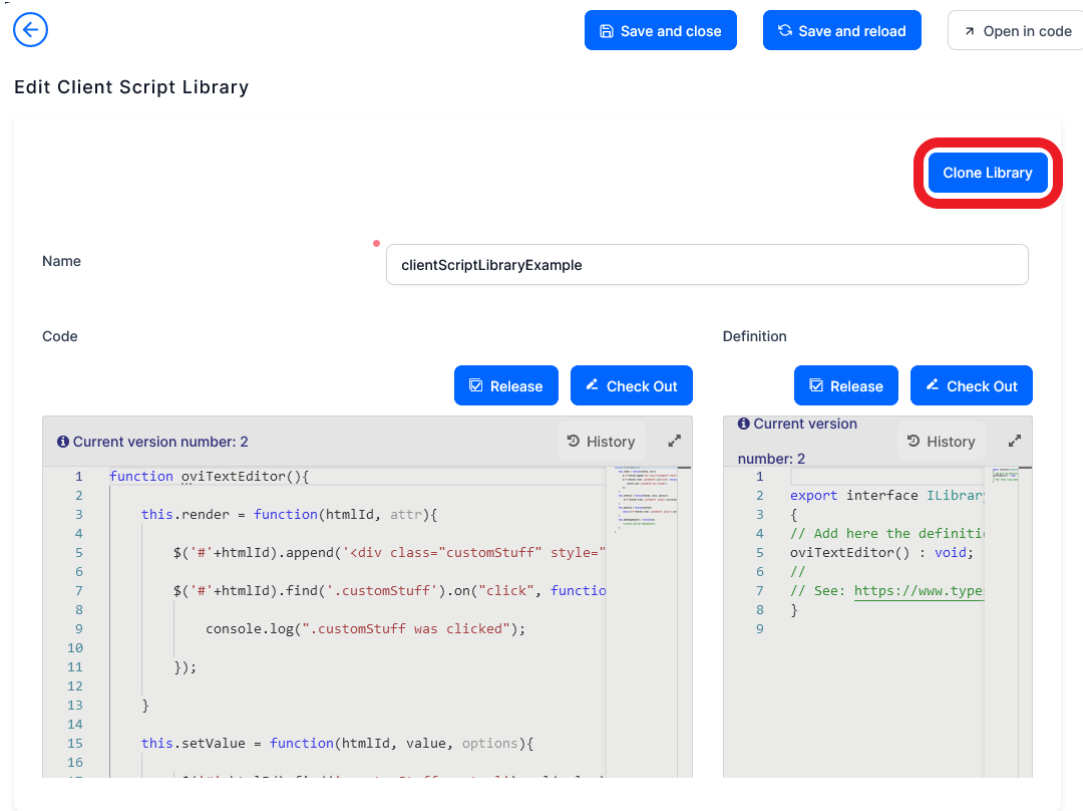 Save and close
Save and reload
Open in code
Edit Client Script Library
Clone Library
Name
clientScriptLibraryExample
Code
Definition
Release
Check Out
Release
Check Out
Current version number: 2
History
Current version
number: 2
History
1 function oviTextEditor(){
2
3 this.render = function(htmlId, attr){
4
5 $('#'+htmlId).append('<div class="customStuff" style="
6
7 $('#'+htmlId).find('.customStuff').on("click", functio
8
9 console.log(".customStuff was clicked");
10
11 });
12
13 }
14
15 this.setValue = function(htmlId, value, options){
16
1
2 export interface ILibrary
3 {
4 // Add here the definiti
5 oviTextEditor() : void;
6 //
7 // See: https://www.type
8 }
9